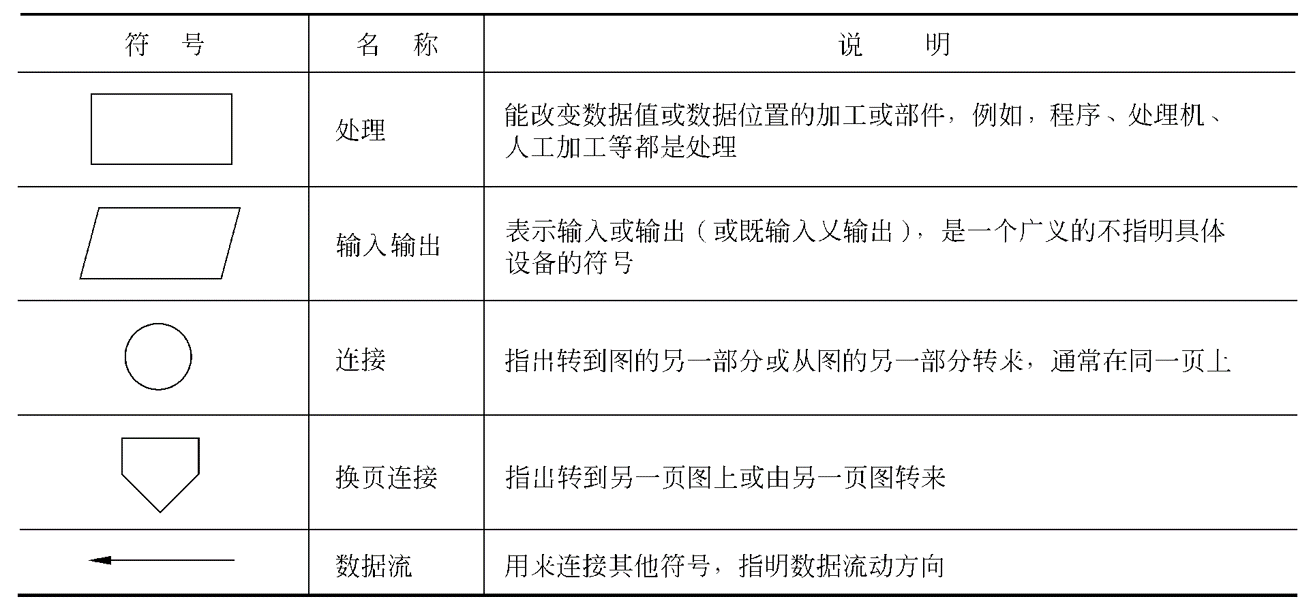 符 号 名 称 说 明
处理
能改变数据值或数据位置的加工或部件，例如，程序、处理机、
人工加工等都是处理
输入输出
表示输入或输出（或既输入又输出），是一个广义的不指明具体
设备的符号
连接
指出转到图的另一部分或从图的另一部分转来，通常在同一页上
换页连接
指出转到另一页图上或由另一页图转来
数据流
用来连接其他符号，指明数据流动方向